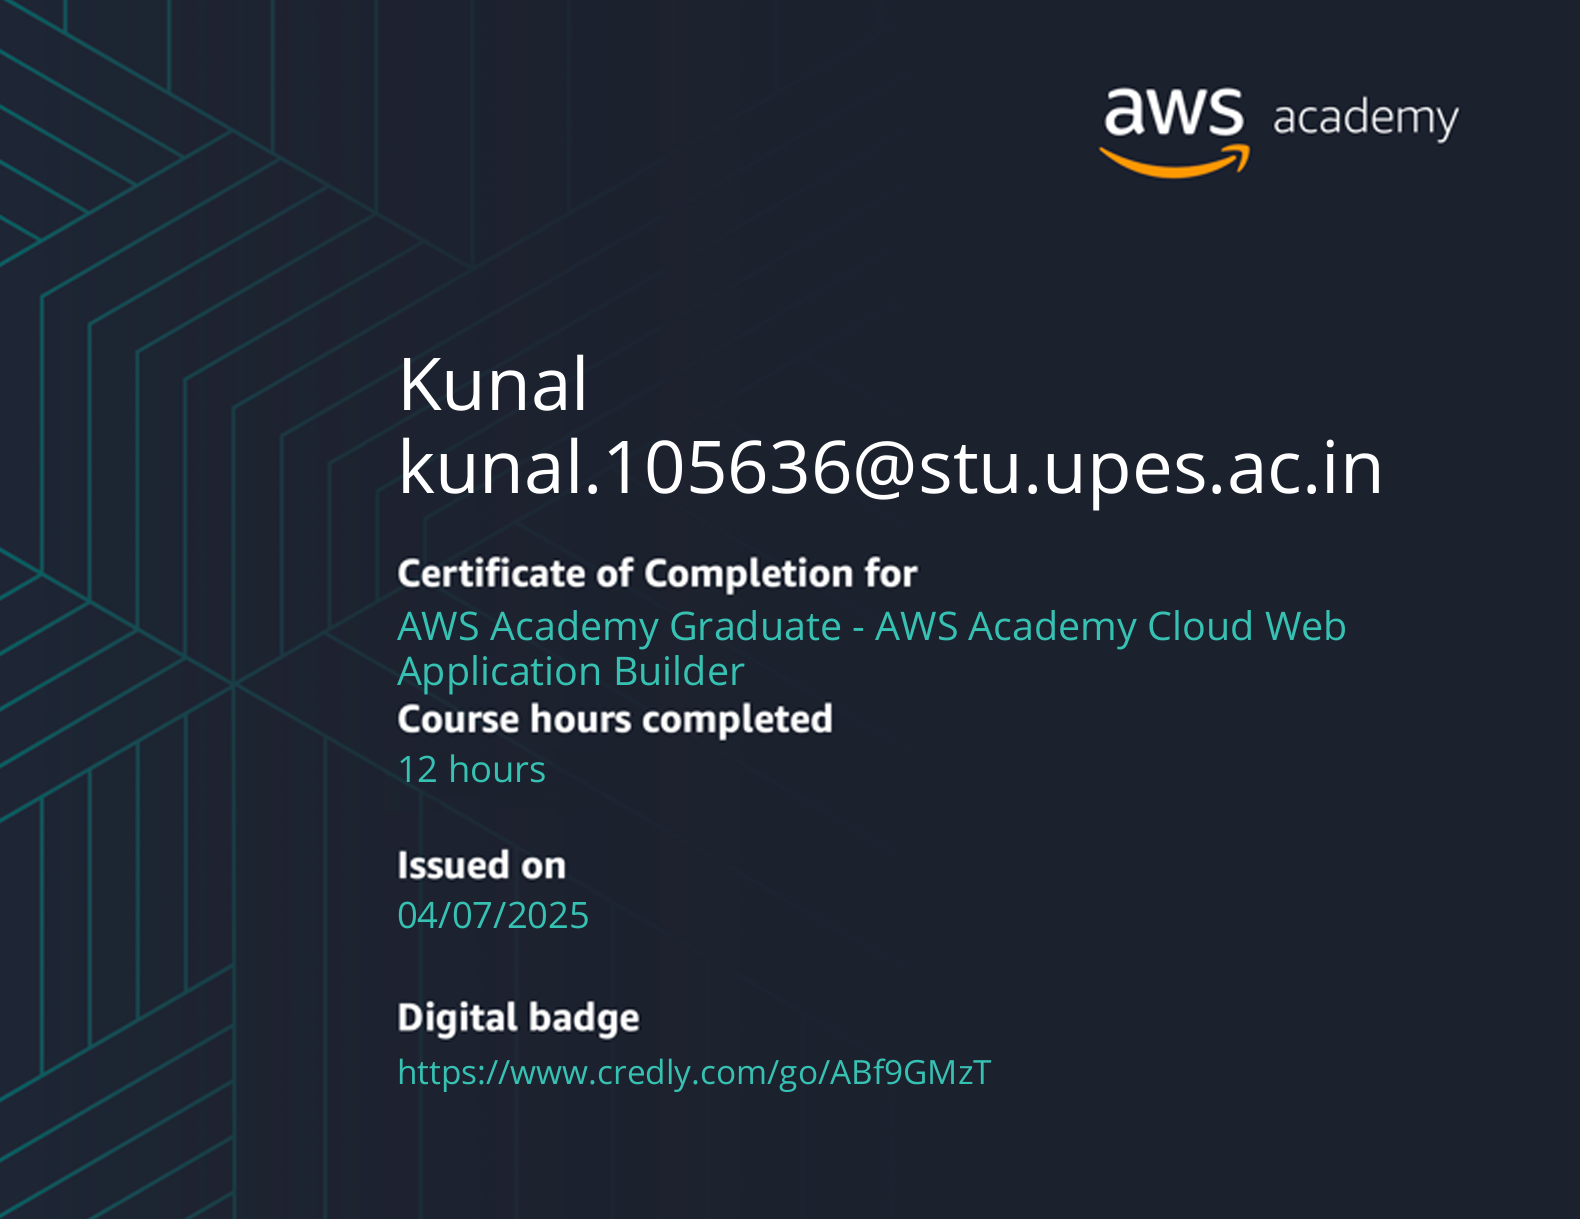 aws academy
Kunal
kunal.105636@stu.upes.ac.in
Certificate of Completion for
AWS Academy Graduate - AWS Academy Cloud Web
Application Builder
Course hours completed
12 hours
Issued on
04/07/2025
Digital badge
https://www.credly.com/go/ABf9GMzT